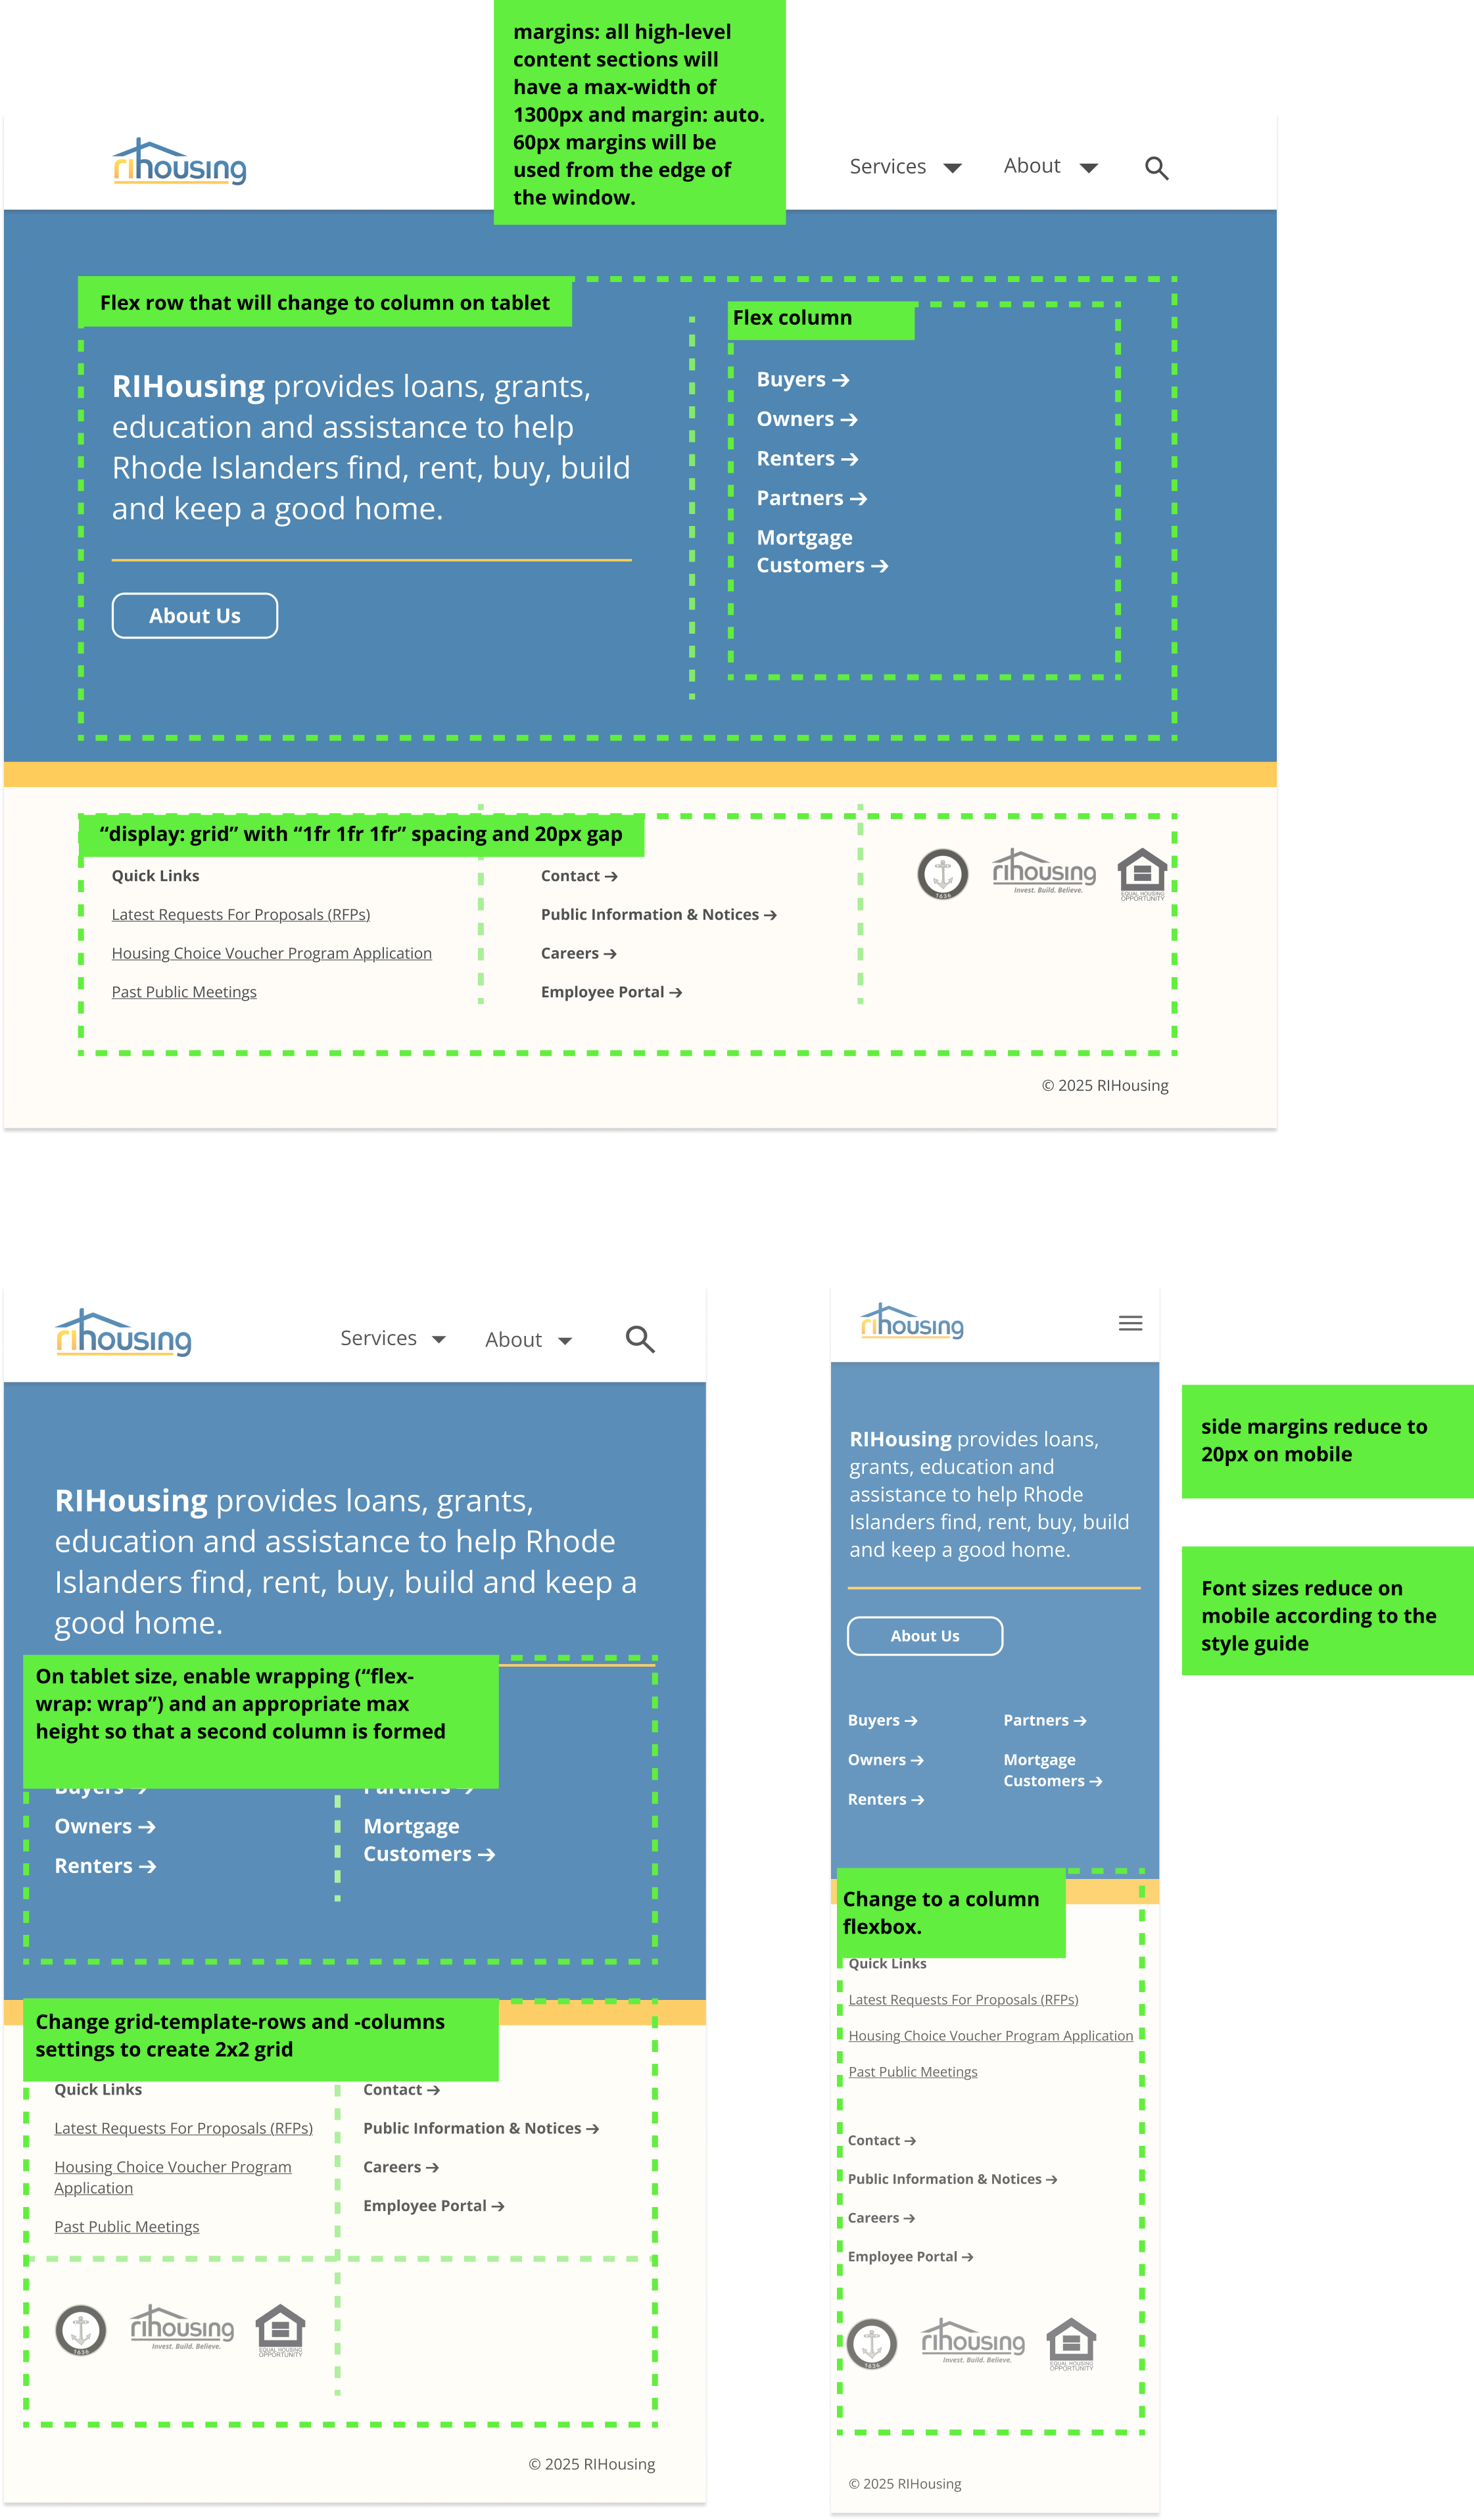 margins: all high-level
content sections will
have a max-width of
1300px and margin: auto.
60px margins will be
used from the edge of
the window.
rihousing
Services
About
Flex row that will change to column on tablet
Flex column
RIHousing provides loans, grants,
education and assistance to help
Rhode Islanders find, rent, buy, build
and keep a good home.
About Us
Buyers →
Owners →
Renters →
Partners →
Mortgage
Customers →
“display: grid” with “1fr 1fr 1fr” spacing and 20px gap
Quick Links
Latest Requests For Proposals (RFPs)
Housing Choice Voucher Program Application
Past Public Meetings
Contact →
Public Information & Notices →
Careers →
Employee Portal →
1636
rihousing
Invest. Build. Believe.
EQUAL HOUSING
OPPORTUNITY
© 2025 RIHousing
rihousing
Services
About
RIHousing provides loans, grants,
education and assistance to help Rhode
Islanders find, rent, buy, build and keep a
good home.
On tablet size, enable wrapping (“flex-
wrap: wrap”) and an appropriate max
height so that a second column is formed
Buyers →
Owners →
Renters →
Partners →
Mortgage
Customers →
Change grid-template-rows and -columns
settings to create 2x2 grid
Quick Links
Latest Requests For Proposals (RFPs)
Housing Choice Voucher Program
Application
Past Public Meetings
Contact →
Public Information & Notices →
Careers →
Employee Portal →
1636
rihousing
Invest. Build. Believe.
EQUAL HOUSING
OPPORTUNITY
© 2025 RIHousing
rihousing
RIHousing provides loans,
grants, education and
assistance to help Rhode
Islanders find, rent, buy, build
and keep a good home.
About Us
Buyers →
Owners →
Renters →
Partners →
Mortgage
Customers →
Change to a column
flexbox.
Quick Links
Latest Requests For Proposals (RFPs)
Housing Choice Voucher Program Application
Past Public Meetings
Contact →
Public Information & Notices →
Careers →
Employee Portal →
1636
rihousing
Invest. Build. Believe.
EQUAL HOUSING
OPPORTUNITY
© 2025 RIHousing
side margins reduce to
20px on mobile
Font sizes reduce on
mobile according to the
style guide